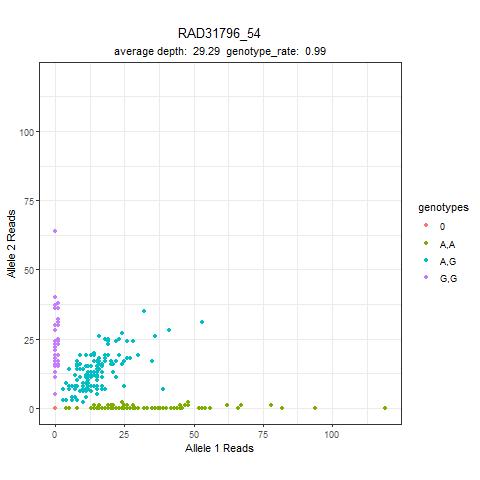 RAD31796_54
average depth: 29.29 genotype_rate: 0.99
100
75
50
25
0
Allele 2 Reads
0 25 50 75 100
Allele 1 Reads
genotypes
0
A,A
A,G
G,G